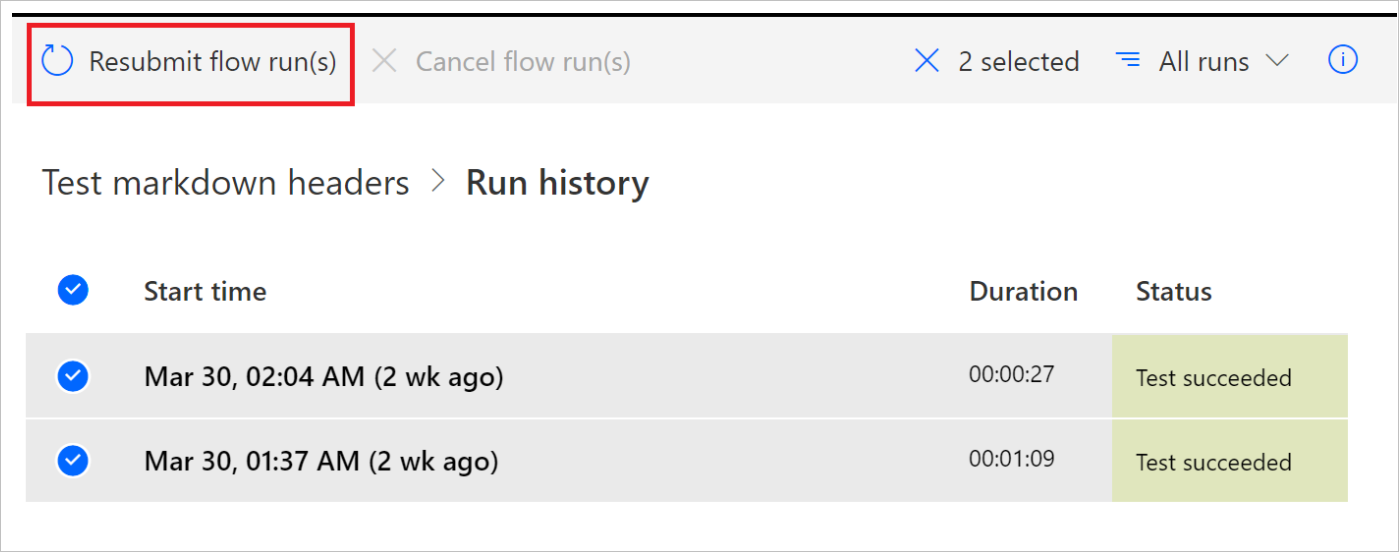 Resubmit flow run(s) Cancel flow run(s) 2 selected All runs
Test markdown headers > Run history
Start time Duration Status
Mar 30, 02:04 AM (2 wk ago) 00:00:27 Test succeeded
Mar 30, 01:37 AM (2 wk ago) 00:01:09 Test succeeded